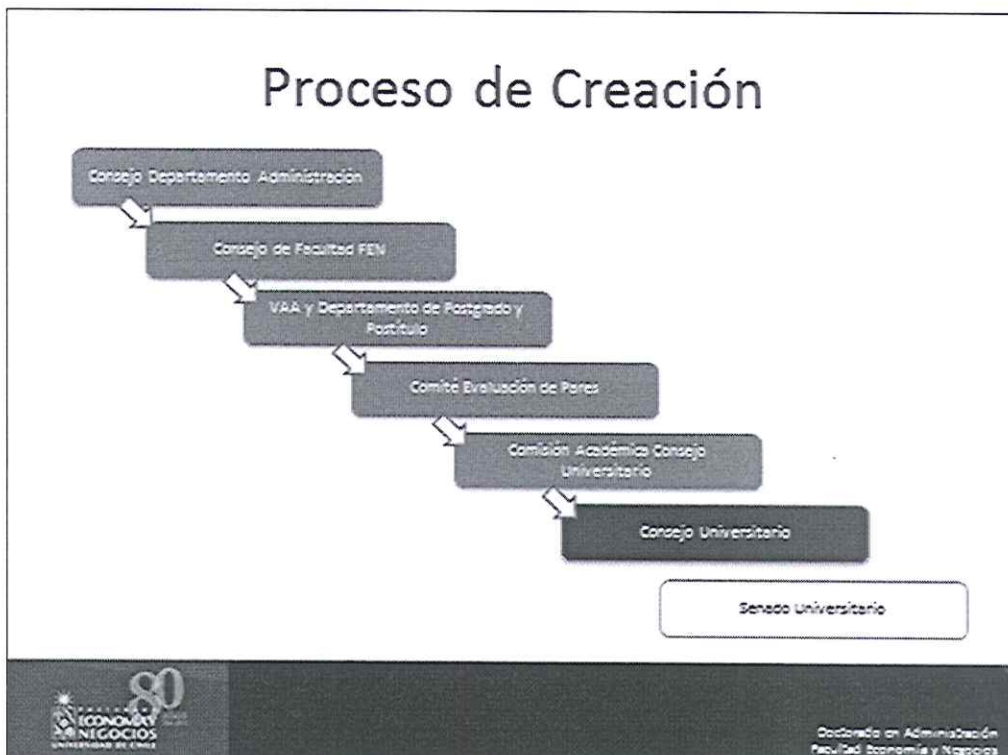 Proceso de Creación
Consejo Departamento Administración
Consejo de Facultad FEN
VAA y Departamento de Postgrado y
Postítulo
Comité Evaluación de Pares
Comisión Académica Consejo
Universitario
Consejo Universitario
Senado Universitario
80
FACULTAD
ECONOMÍA Y
NEGOCIOS
UNIVERSIDAD DE CHILE
Doctorado en Administración
Facultad Economía y Negocios